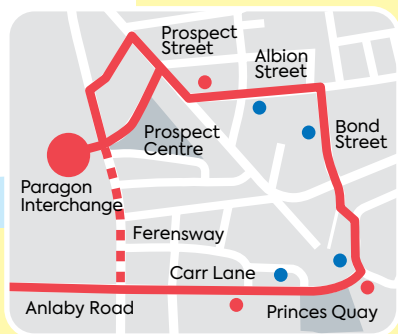 Prospect
Street
Albion
Street
Bond
Street
Prospect
Centre
Paragon
Interchange
Ferensway
Carr Lane
Anlaby Road
Princes Quay